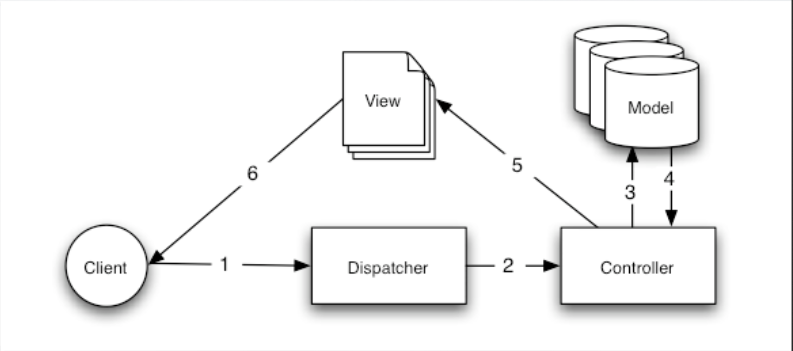 View
Model
6
5
3
4
Client
1
Dispatcher
2
Controller